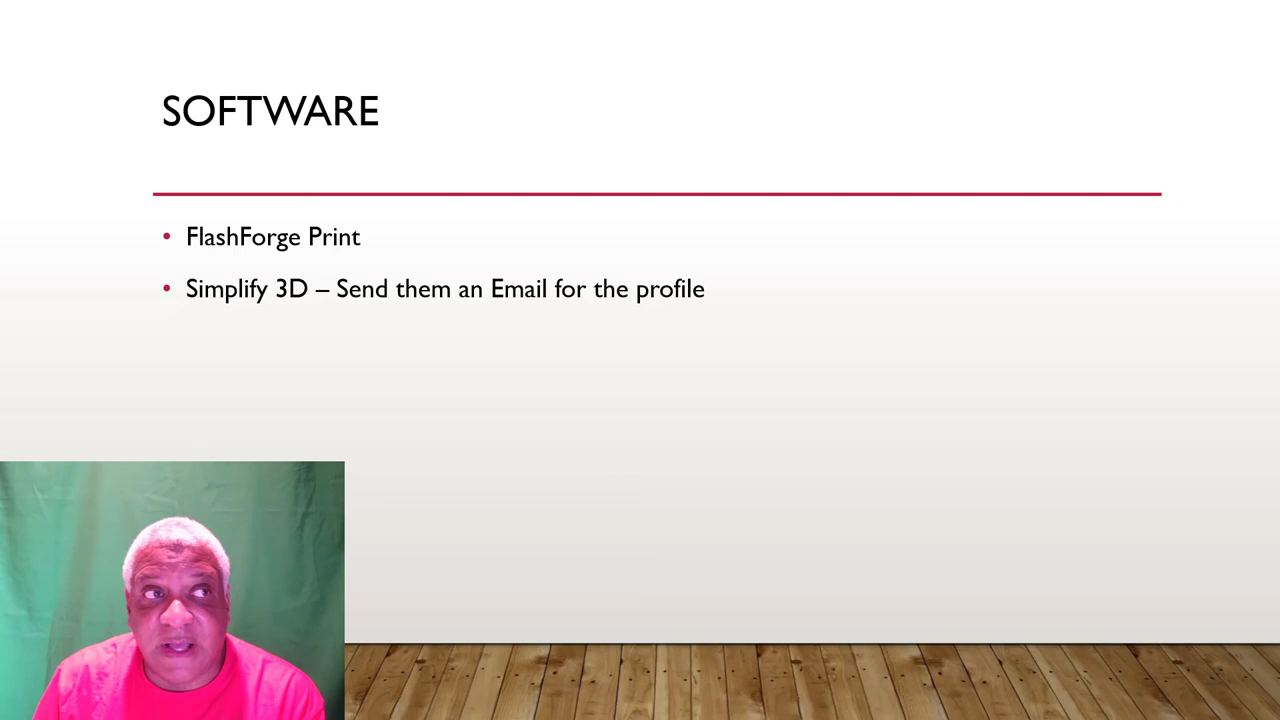 SOFTWARE
• FlashForge Print
• Simplify 3D – Send them an Email for the profile